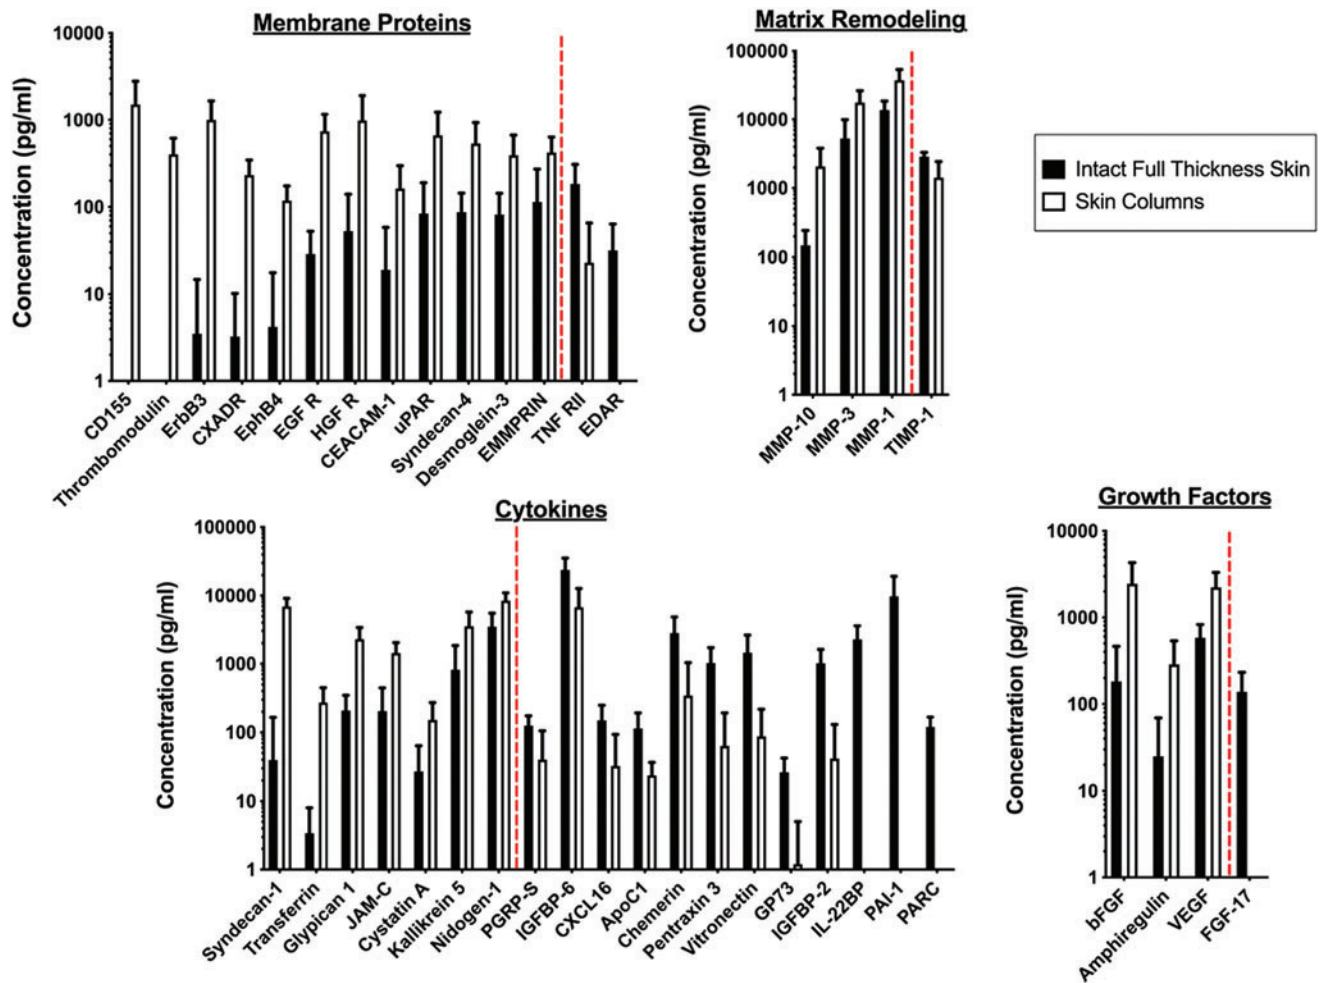 Membrane Proteins
Concentration (pg/ml)
10000
1000
100
10
1
CD155
Thrombomodulin
ErbB3
CXADR
EphB4
EGF R
HGF R
CEACAM-1
uPAR
Syndecan-4
Desmoglein-3
EMMPRIN
TNF RII
EDAR
Matrix Remodeling
Concentration (pg/ml)
100000
10000
1000
100
10
1
MMP-10
MMP-3
MMP-1
TIMP-1
Intact Full Thickness Skin
Skin Columns
Cytokines
Concentration (pg/ml)
100000
10000
1000
100
10
1
Syndecan-1
Transferrin
Glypican 1
JAM-C
Cystatin A
Kallikrein 5
Nidogen-1
PGRP-S
IGFBP-6
CXCL16
ApoC1
Chemerin
Pentraxin 3
Vitronectin
GP73
IGFBP-2
IL-22BP
PAI-1
PARC
Growth Factors
Concentration (pg/ml)
10000
1000
100
10
1
bFGF
Amphiregulin
VEGF
FGF-17